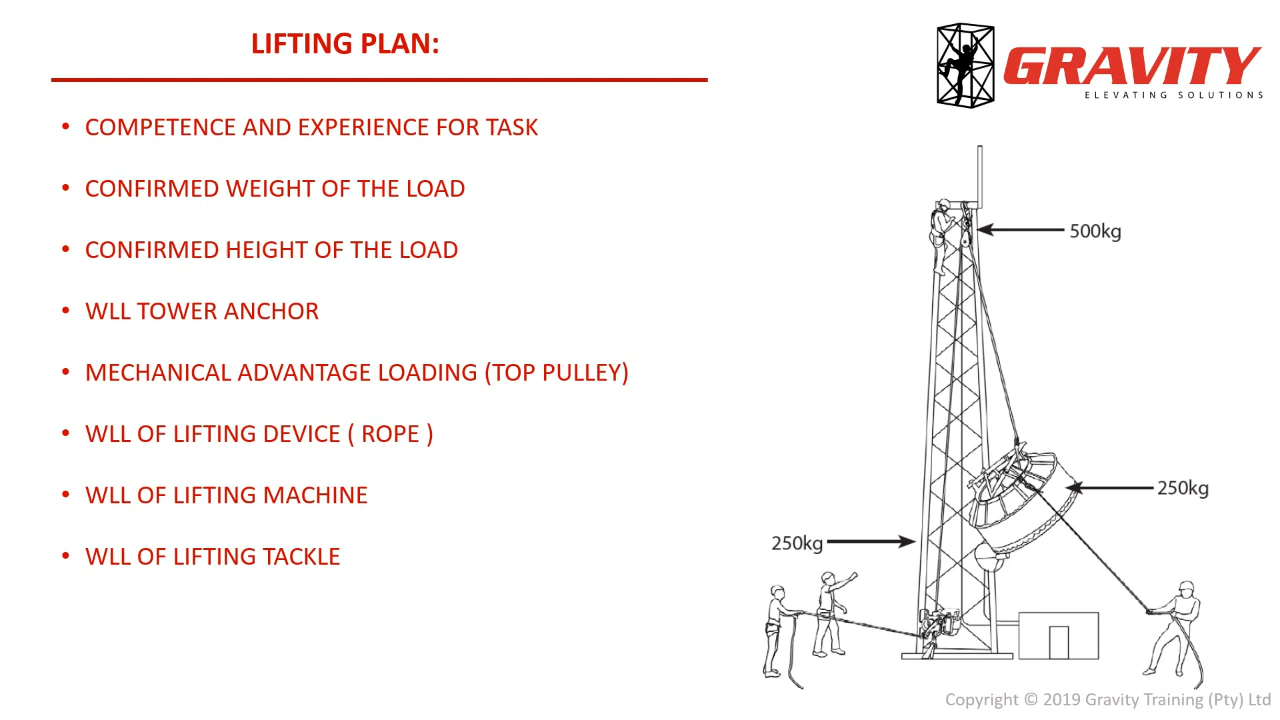 LIFTING PLAN:
GRAVITY
ELEVATING SOLUTIONS
• COMPETENCE AND EXPERIENCE FOR TASK
• CONFIRMED WEIGHT OF THE LOAD
• CONFIRMED HEIGHT OF THE LOAD
• WLL TOWER ANCHOR
• MECHANICAL ADVANTAGE LOADING (TOP PULLEY)
• WLL OF LIFTING DEVICE ( ROPE )
• WLL OF LIFTING MACHINE
• WLL OF LIFTING TACKLE
500kg
250kg
250kg
Copyright © 2019 Gravity Training (Pty) Ltd